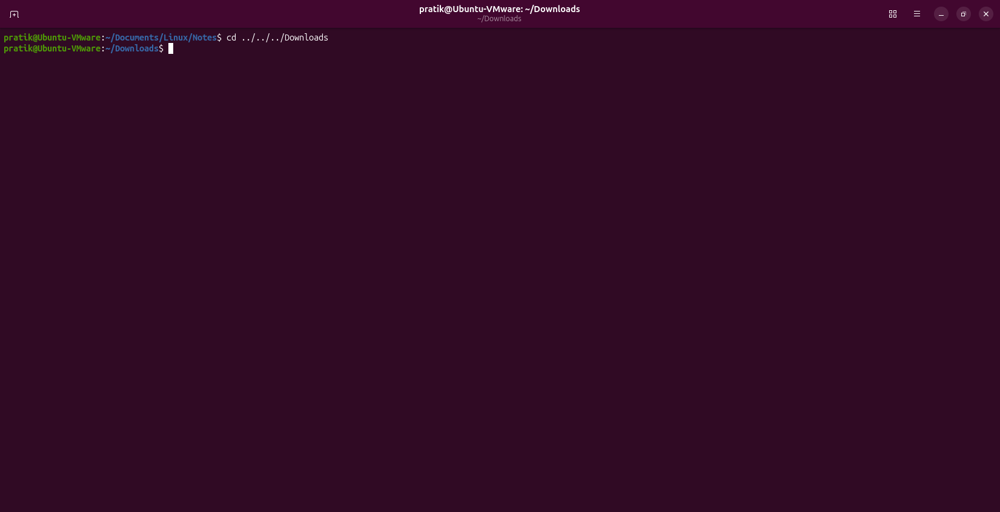 pratik@Ubuntu-VMware: ~/Downloads
~/Downloads
pratik@Ubuntu-VMware:~/Documents/Linux/Notes$ cd ../../../Downloads
pratik@Ubuntu-VMware:~/Downloads$